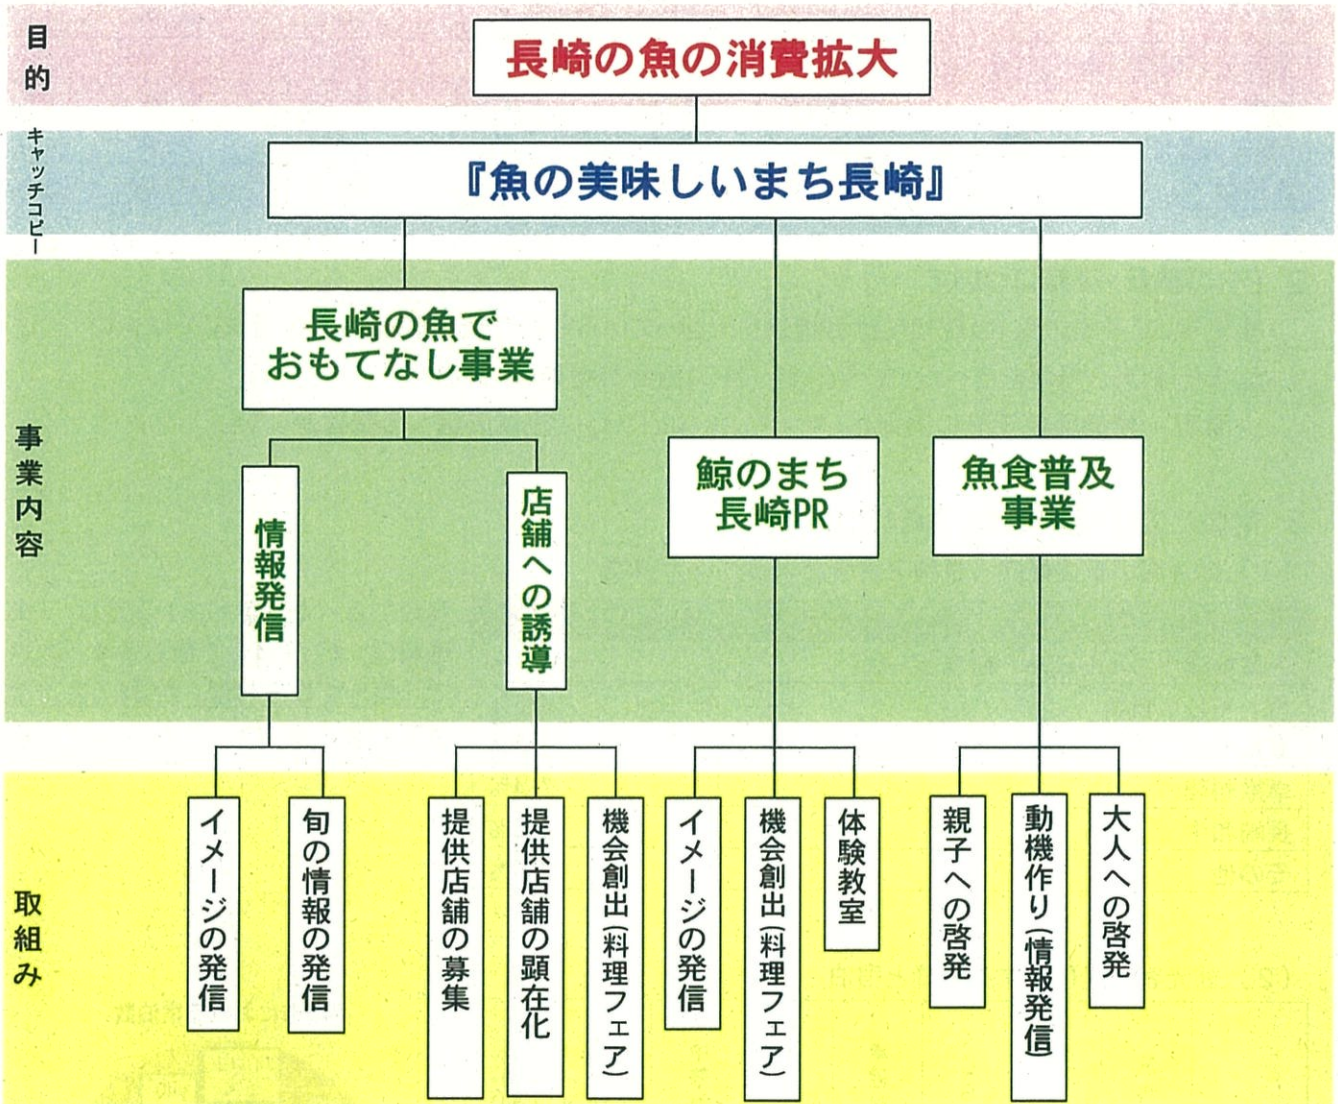 目的
長崎の魚の消費拡大
キャッチコピー
『魚の美味しいまち長崎』
事業内容
長崎の魚で
おもてなし事業
情報発信
店舗への誘導
鯨のまち
長崎PR
魚食普及
事業
取組み
イメージの発信
旬の情報の発信
提供店舗の募集
提供店舗の顕在化
機会創出(料理フェア)
イメージの発信
機会創出(料理フェア)
体験教室
親子への啓発
動機作り(情報発信)
大人への啓発